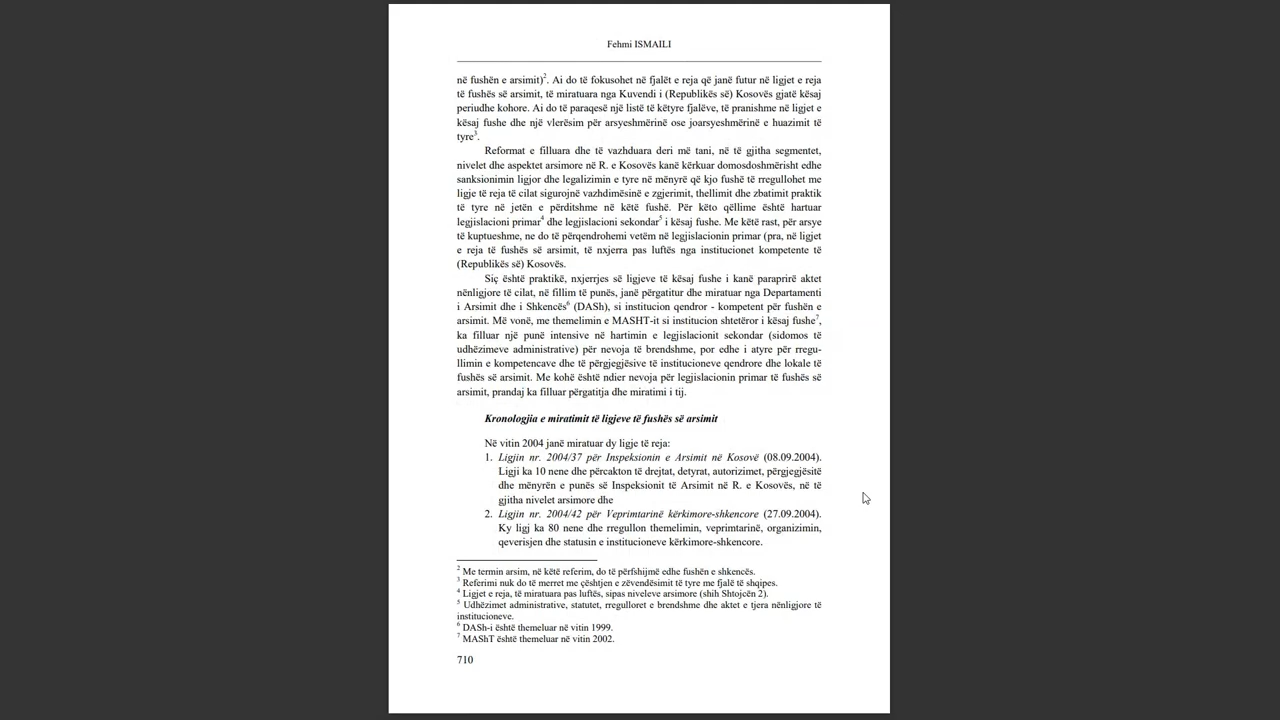 Fehmi ISMAILI
në fushën e arsimit)2. Ai do të fokusohet në fjalët e reja që janë futur në ligjet e reja
të fushës së arsimit, të miratuara nga Kuvendi i (Republikës së) Kosovës gjatë kësaj
periudhe kohore. Ai do të paraqesë një listë të këtyre fjalëve, të pranishme në ligjet e
kësaj fushe dhe një vlerësim për arsyeshmërinë ose joarsyeshmërinë e huazimit të
tyre3.
Reformat e filluara dhe të vazhduara deri më tani, në të gjitha segmentet,
nivelet dhe aspektet arsimore në R. e Kosovës kanë kërkuar domosdoshmërisht edhe
sanksionimin ligjor dhe legalizimin e tyre në mënyrë që kjo fushë të rregullohet me
ligje të reja të cilat sigurojnë vazhdimësinë e zgjerimit, thellimit dhe zbatimit praktik
të tyre në jetën e përditshme në këtë fushë. Për këto qëllime është hartuar
legjislacioni primar4 dhe legjislacioni sekondar5 i kësaj fushe. Me këtë rast, për arsye
të kuptueshme, ne do të përqendrohemi vetëm në legjislacionin primar (pra, në ligjet
e reja të fushës së arsimit, të nxjerra pas luftës nga institucionet kompetente të
(Republikës së) Kosovës.
Siç është praktikë, nxjerrjes së ligjeve të kësaj fushe i kanë paraprirë aktet
nënligjore të cilat, në fillim të punës, janë përgatitur dhe miratuar nga Departamenti
i Arsimit dhe i Shkencës6 (DASh), si institucion qendror - kompetent për fushën e
arsimit. Më vonë, me themelimin e MASHT-it si institucion shtetëror i kësaj fushe7,
ka filluar një punë intensive në hartimin e legjislacionit sekondar (sidomos të
udhëzimeve administrative) për nevoja të brendshme, por edhe i atyre për rregu-
llimin e kompetencave dhe të përgjegjësive të institucioneve qendrore dhe lokale të
fushës së arsimit. Me kohë është ndier nevoja për legjislacionin primar të fushës së
arsimit, prandaj ka filluar përgatitja dhe miratimi i tij.
Kronologjia e miratimit të ligjeve të fushës së arsimit
Në vitin 2004 janë miratuar dy ligje të reja:
1. Ligjin nr. 2004/37 për Inspeksionin e Arsimit në Kosovë (08.09.2004).
Ligji ka 10 nene dhe përcakton të drejtat, detyrat, autorizimet, përgjegjësitë
dhe mënyrën e punës së Inspeksionit të Arsimit në R. e Kosovës, në të
gjitha nivelet arsimore dhe
2. Ligjin nr. 2004/42 për Veprimtarinë kërkimore-shkencore (27.09.2004).
Ky ligj ka 80 nene dhe rregullon themelimin, veprimtarinë, organizimin,
qeverisjen dhe statusin e institucioneve kërkimore-shkencore.
2 Me termin arsim, në këtë referim, do të përfshijmë edhe fushën e shkencës.
3 Referimi nuk do të merret me çështjen e zëvendësimit të tyre me fjalë të shqipes.
4 Ligjet e reja, të miratuara pas luftës, sipas niveleve arsimore (shih Shtojcën 2).
5 Udhëzimet administrative, statutet, rregulloret e brendshme dhe aktet e tjera nënligjore të
institucioneve.
6 DASh-i është themeluar në vitin 1999.
7 MAShT është themeluar në vitin 2002.
710